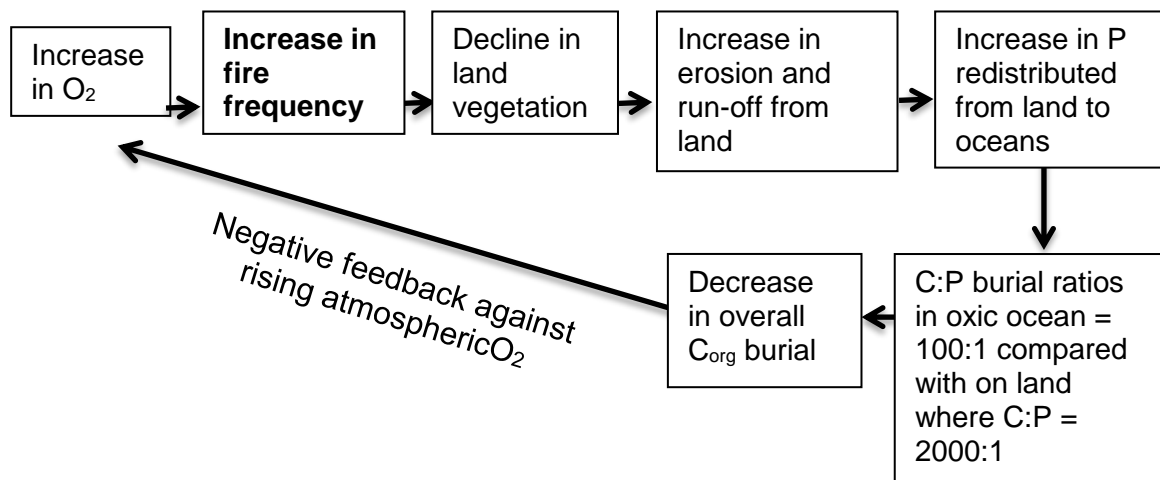 Increase
in O₂
Increase in
fire
frequency
Decline in
land
vegetation
Increase in
erosion and
run-off from
land
Increase in P
redistributed
from land to
oceans
C:P burial ratios
in oxic ocean =
100:1 compared
with on land
where C:P =
2000:1
Decrease
in overall
Corg burial
Negative feedback against
rising atmosphericO₂